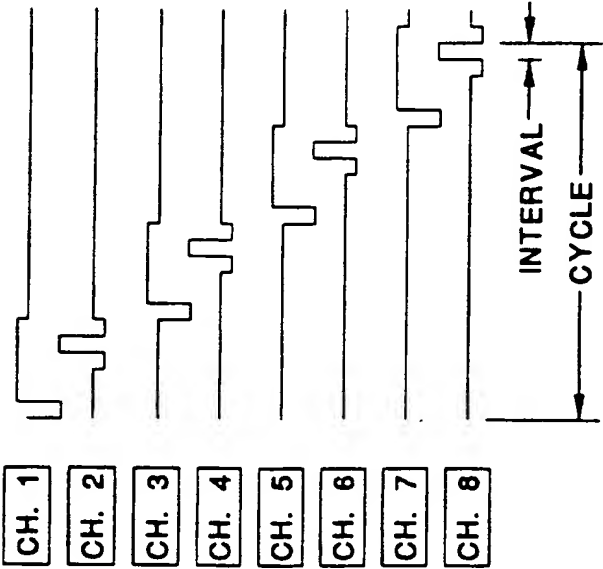 CH. 1
CH. 2
CH. 3
CH. 4
CH. 5
CH. 6
CH. 7
CH. 8
INTERVAL
CYCLE